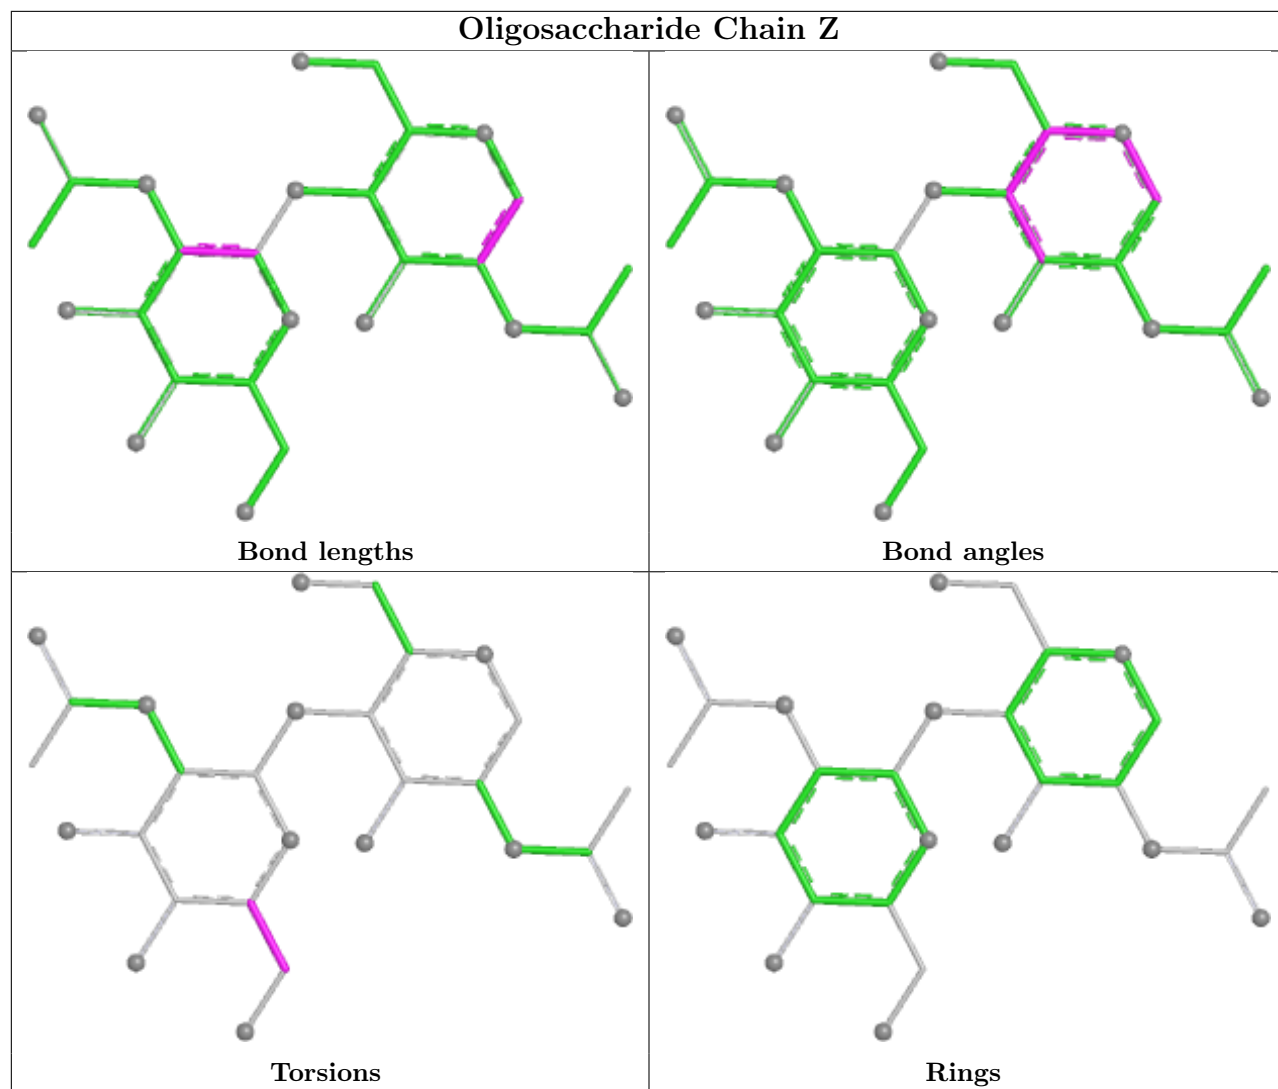 Oligosaccharide Chain Z
Bond lengths
Bond angles
Torsions
Rings